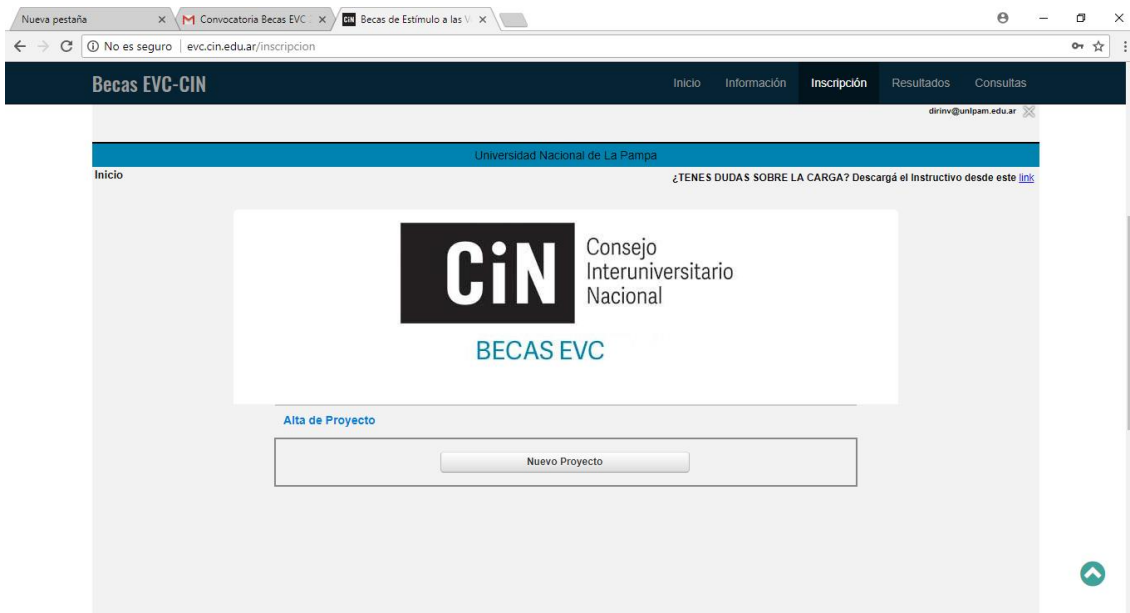 Nueva pestaña
Convocatoria Becas EVC
CiN Becas de Estímulo a las V
No es seguro | evc.cin.edu.ar/inscripcion
Becas EVC-CIN
Inicio Información Inscripción Resultados Consultas
dirinv@unlpam.edu.ar
Universidad Nacional de La Pampa
Inicio
¿TENES DUDAS SOBRE LA CARGA? Descargá el Instructivo desde este link
CiN
Consejo
Interuniversitario
Nacional
BECAS EVC
Alta de Proyecto
Nuevo Proyecto